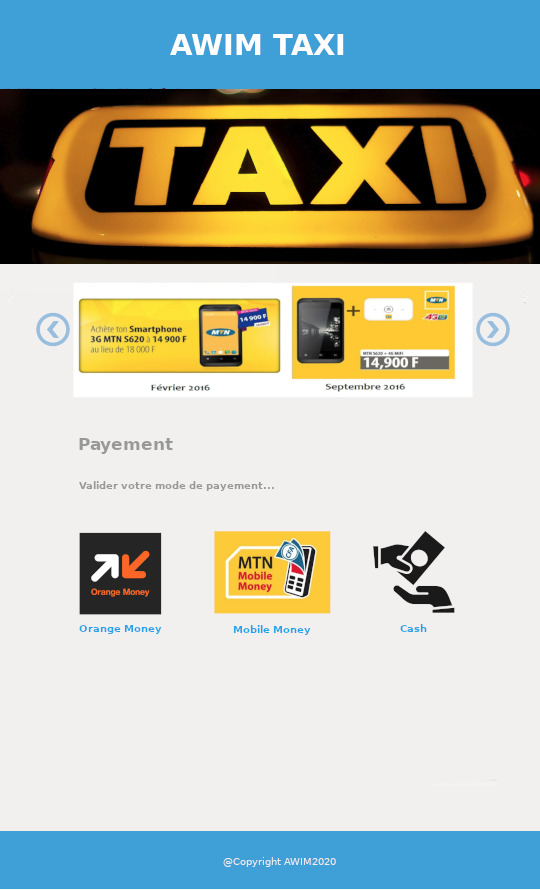 AWIM TAXI
TAXI
Achète ton Smartphone
3G MTN S620 à 14 900 F
au lieu de 18 000 F
MTN
14 900 F
Février 2016
MTN
4G
MTN S620 + 4G MiFi
14,900 F
Septembre 2016
Payement
Valider votre mode de payement...
Orange Money
Orange Money
MTN
Mobile
Money
CFA
Mobile Money
Cash
@Copyright AWIM2020